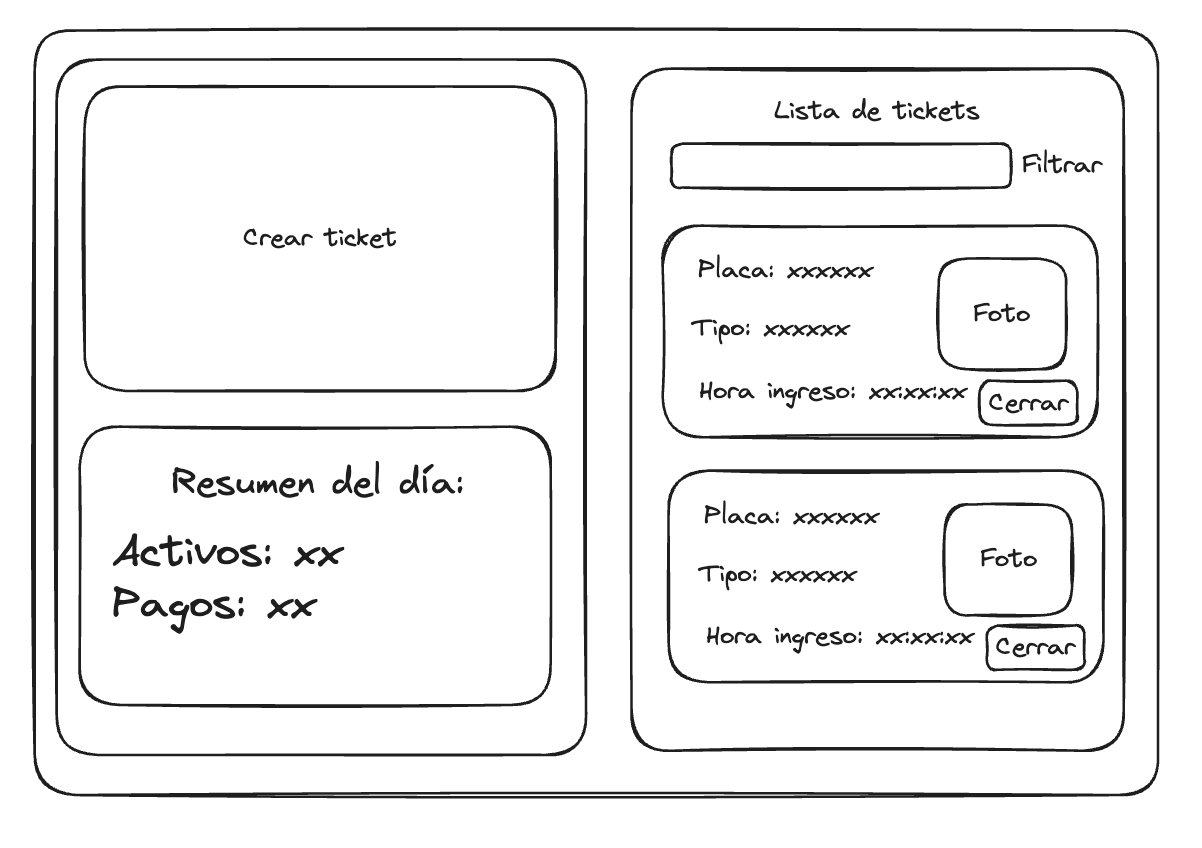 Crear ticket
Resumen del día:
Activos: xx
Pagos: xx
Lista de tickets
Filtrar
Placa: xxxxxx
Tipo: xxxxxx
Hora ingreso: xx:xx:xx
Foto
Cerrar
Placa: xxxxxx
Tipo: xxxxxx
Hora ingreso: xx:xx:xx
Foto
Cerrar